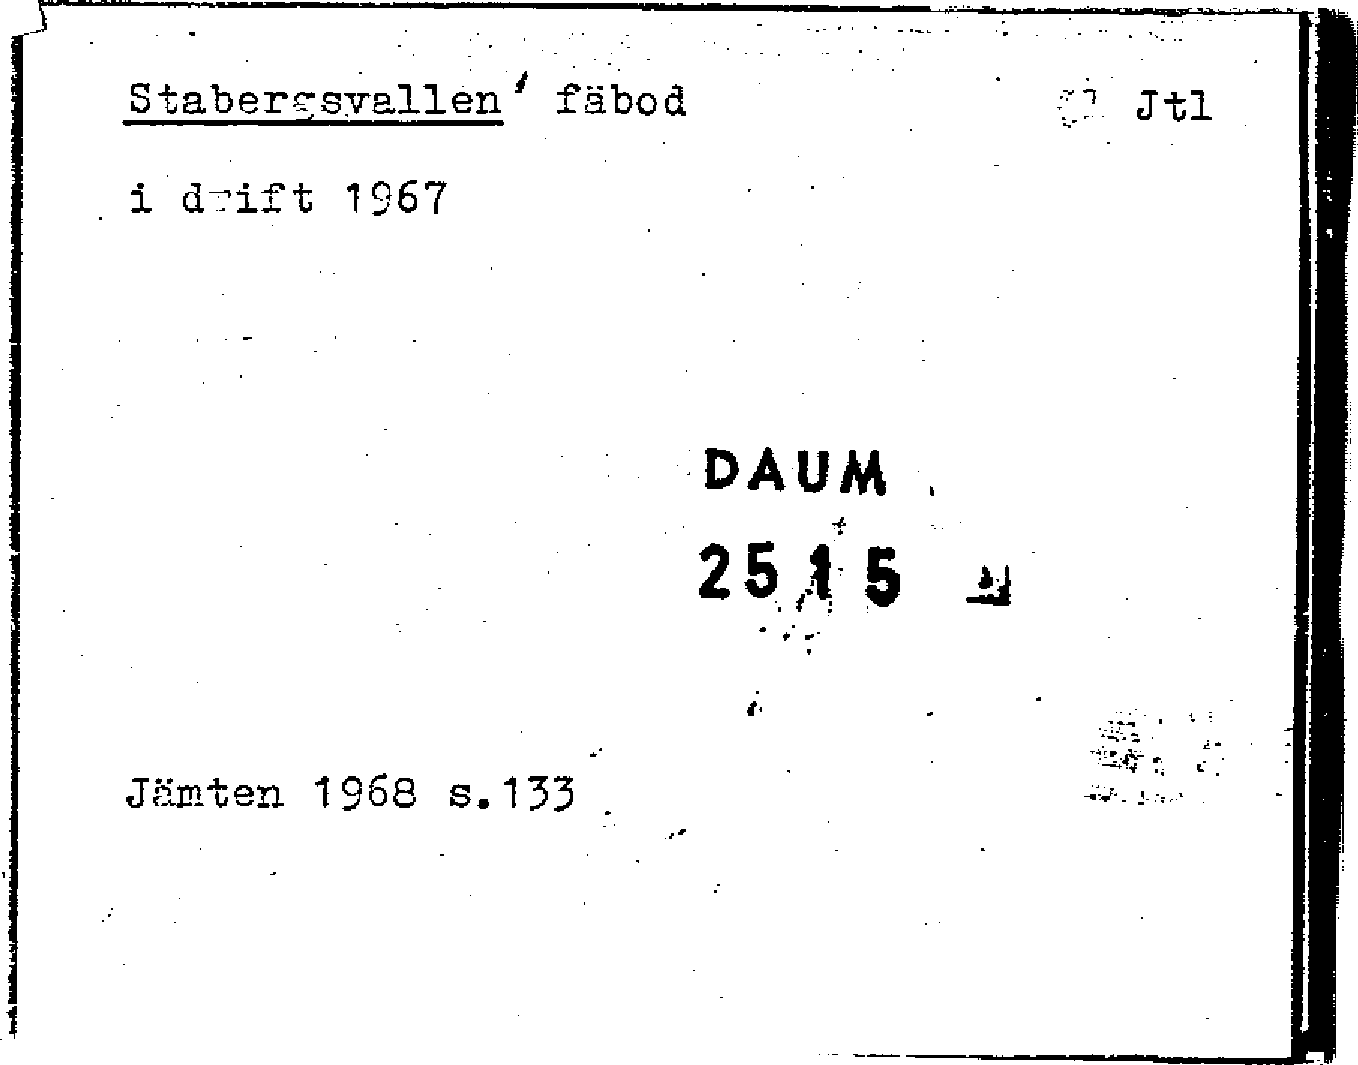 Stabergsvallen' fäbod Jtl
i drift 1967
DAUM
2515
Jämten 1968 s.133